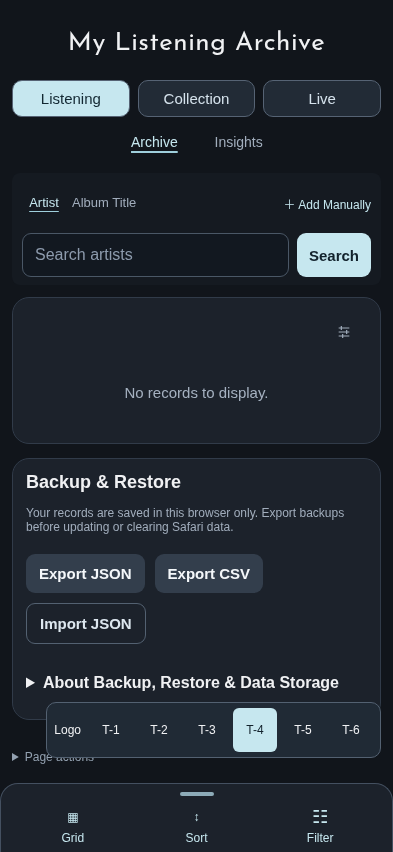 My Listening Archive
Listening
Collection
Live
Archive
Insights
Artist
Album Title
+ Add Manually
Search artists
Search
No records to display.
Backup & Restore
Your records are saved in this browser only. Export backups
before updating or clearing Safari data.
Export JSON
Export CSV
Import JSON
About Backup, Restore & Data Storage
Logo
T-1
T-2
T-3
T-4
T-5
T-6
Page actions
Grid
Sort
Filter